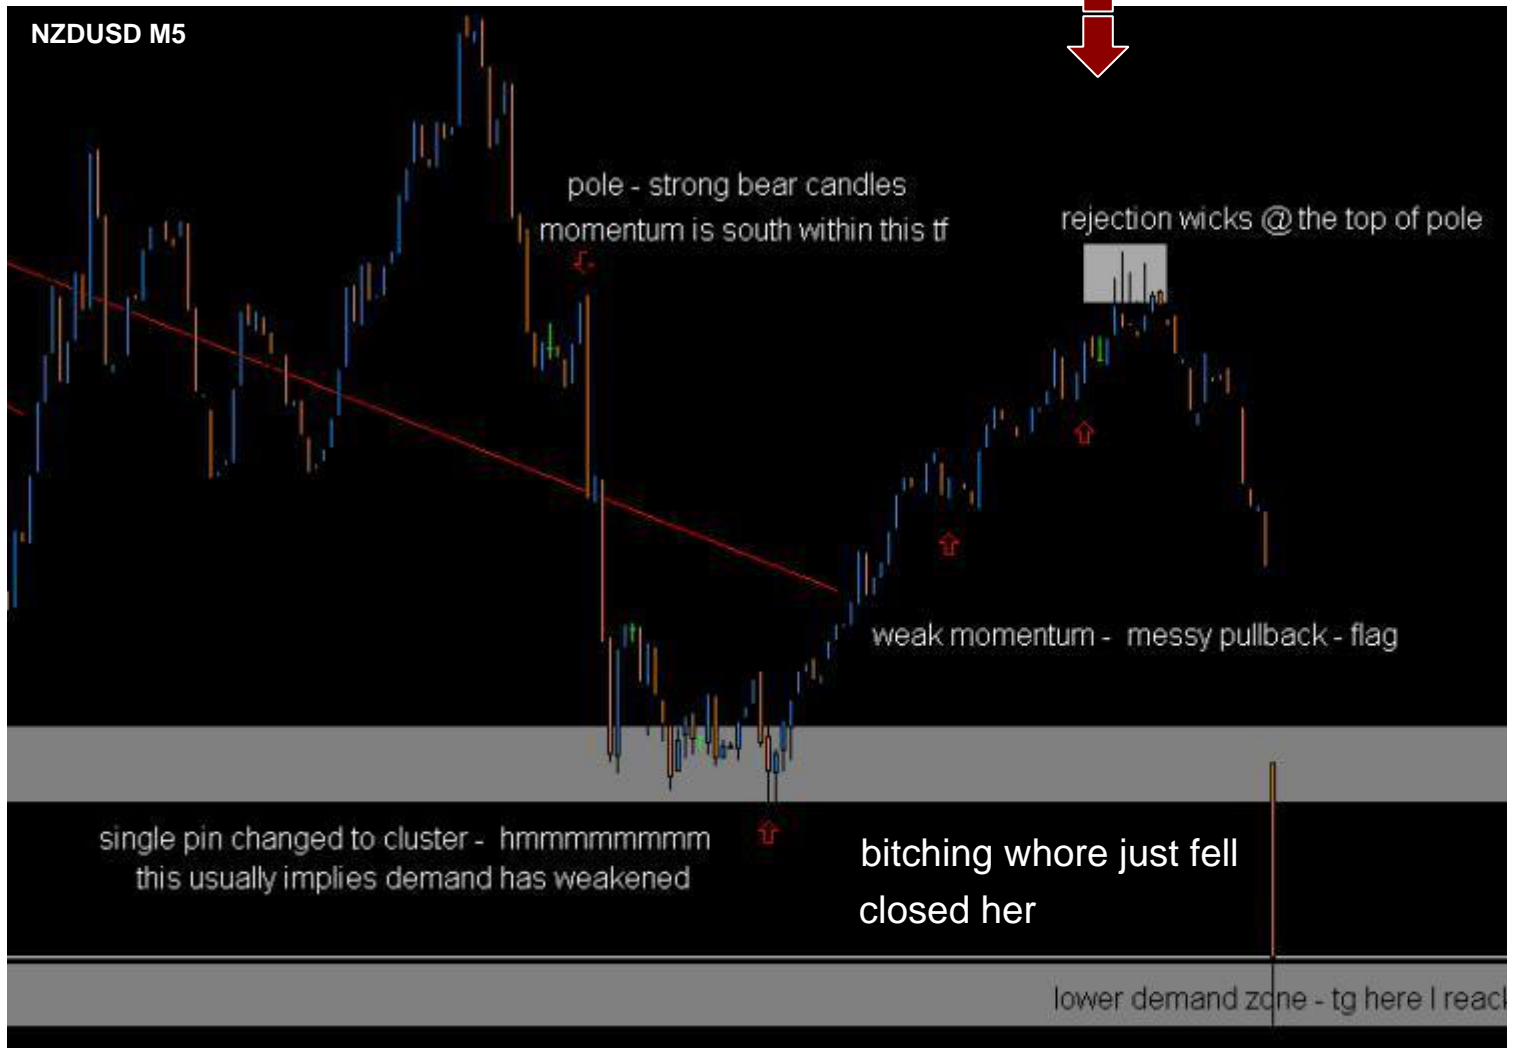 NZDUSD M5
pole - strong bear candles
momentum is south within this tf
rejection wicks @ the top of pole
weak momentum - messy pullback - flag
single pin changed to cluster - hmmmmmmmmm
this usually implies demand has weakened
bitching whore just fell
closed her
lower demand zone - tg here I